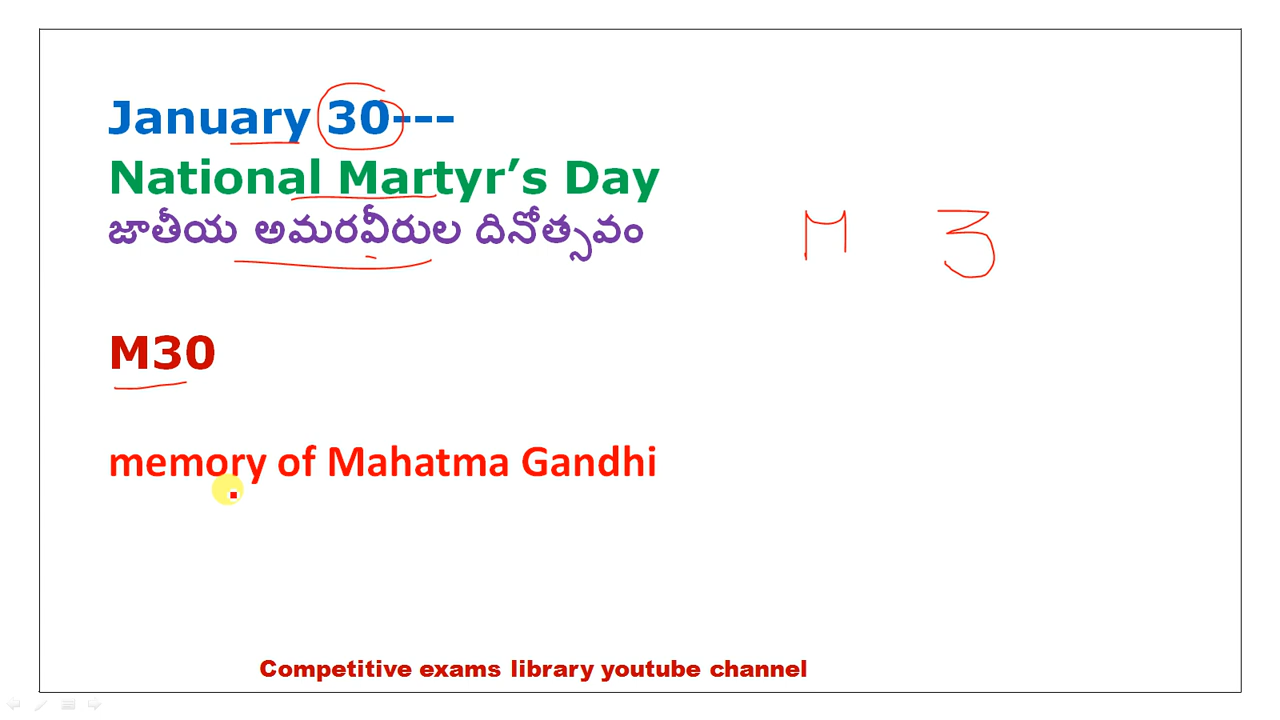 January 30---
National Martyr’s Day
జాతీయ అమరవీరుల దినోత్సవం
M 3
M30
memory of Mahatma Gandhi
Competitive exams library youtube channel